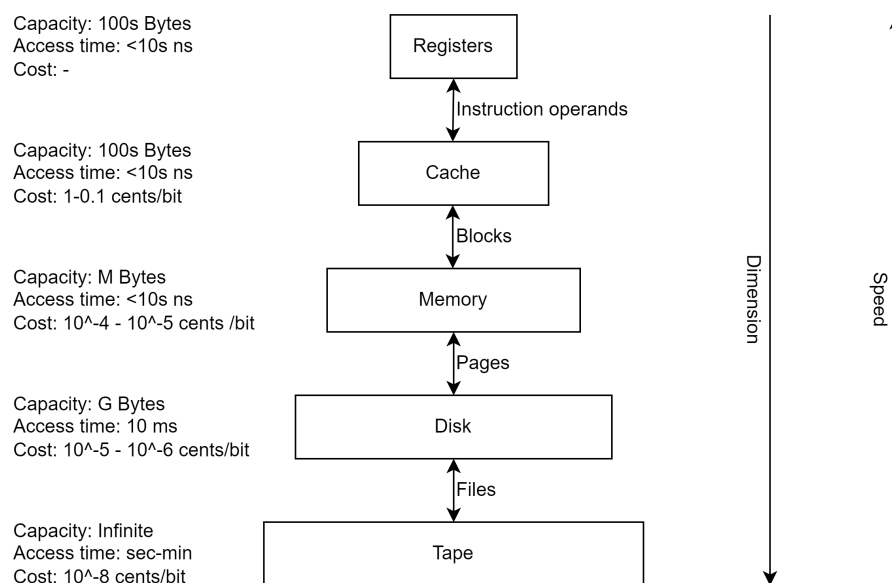 Capacity: 100s Bytes
Access time: <10s ns
Cost: -
Registers
Instruction operands
Capacity: 100s Bytes
Access time: <10s ns
Cost: 1-0.1 cents/bit
Cache
Blocks
Capacity: M Bytes
Access time: <10s ns
Cost: 10^-4 - 10^-5 cents /bit
Memory
Dimension
Speed
Pages
Capacity: G Bytes
Access time: 10 ms
Cost: 10^-5 - 10^-6 cents/bit
Disk
Files
Capacity: Infinite
Access time: sec-min
Cost: 10^-8 cents/bit
Tape